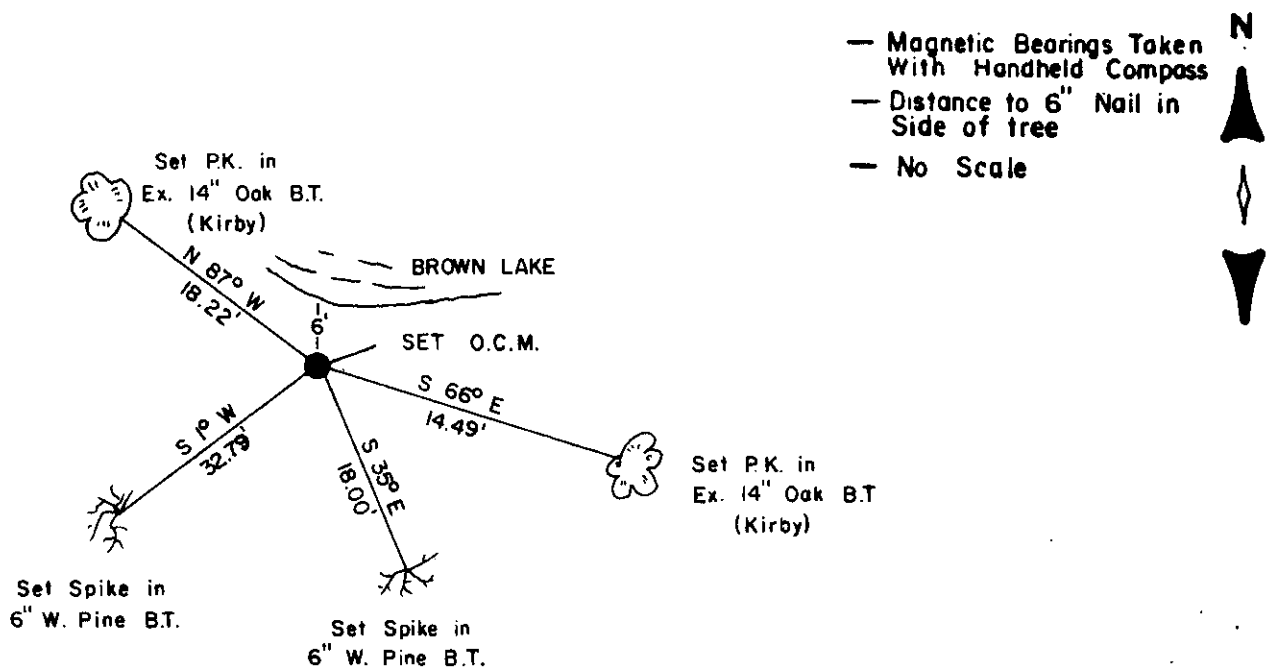 N
— Magnetic Bearings Taken
With Handheld Compass
— Distance to 6" Nail in
Side of tree
— No Scale
Set P.K. in
Ex. 14" Oak B.T.
(Kirby)
N 87° W
18.22'
BROWN LAKE
6'
SET O.C.M.
S 66° E
14.49'
S 1° W
32.79'
S 35° E
18.00'
Set P.K. in
Ex. 14" Oak B.T
(Kirby)
Set Spike in
6" W. Pine B.T.
Set Spike in
6" W. Pine B.T.